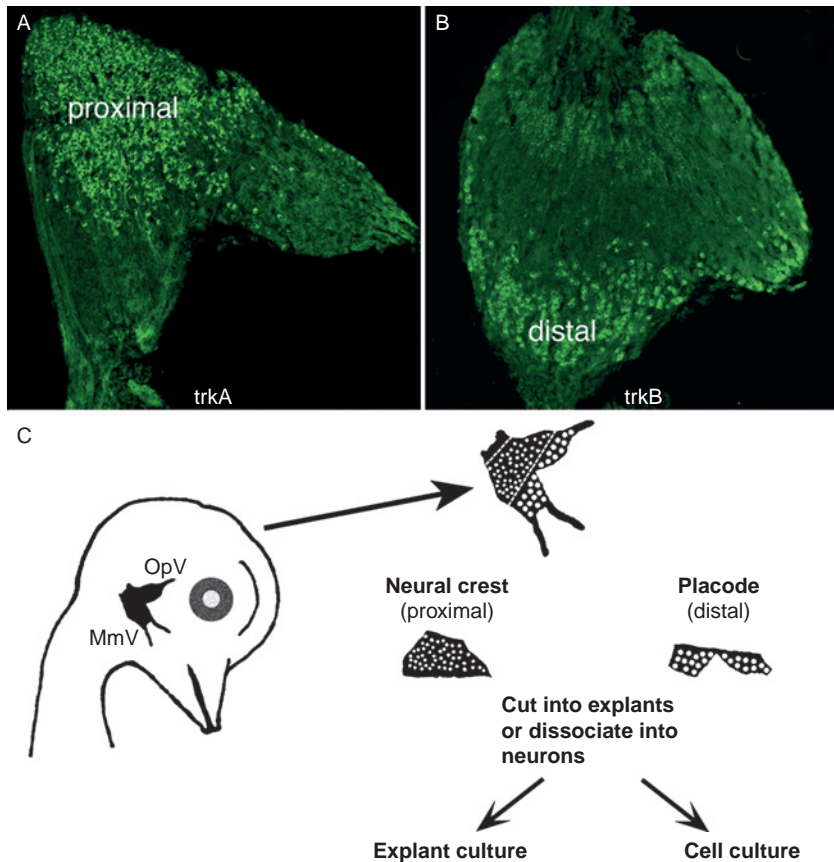 A
proximal
trkA
B
distal
trkB
C
OpV
MmV
Neural crest
(proximal)
Placode
(distal)
Cut into explants
or dissociate into
neurons
Explant culture
Cell culture